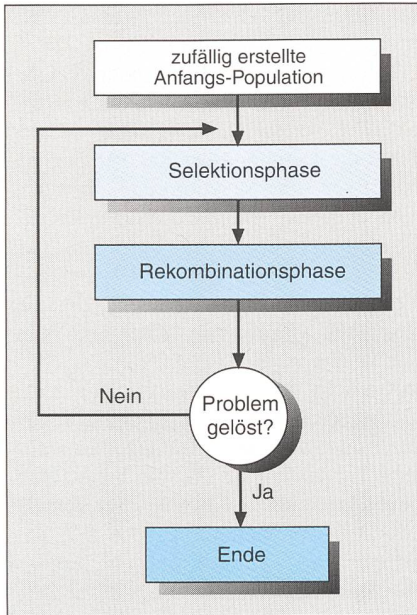 zufällig erstellte
Anfangs-Population
Selektionsphase
Rekombinationsphase
Nein
Problem
gelöst?
Ja
Ende